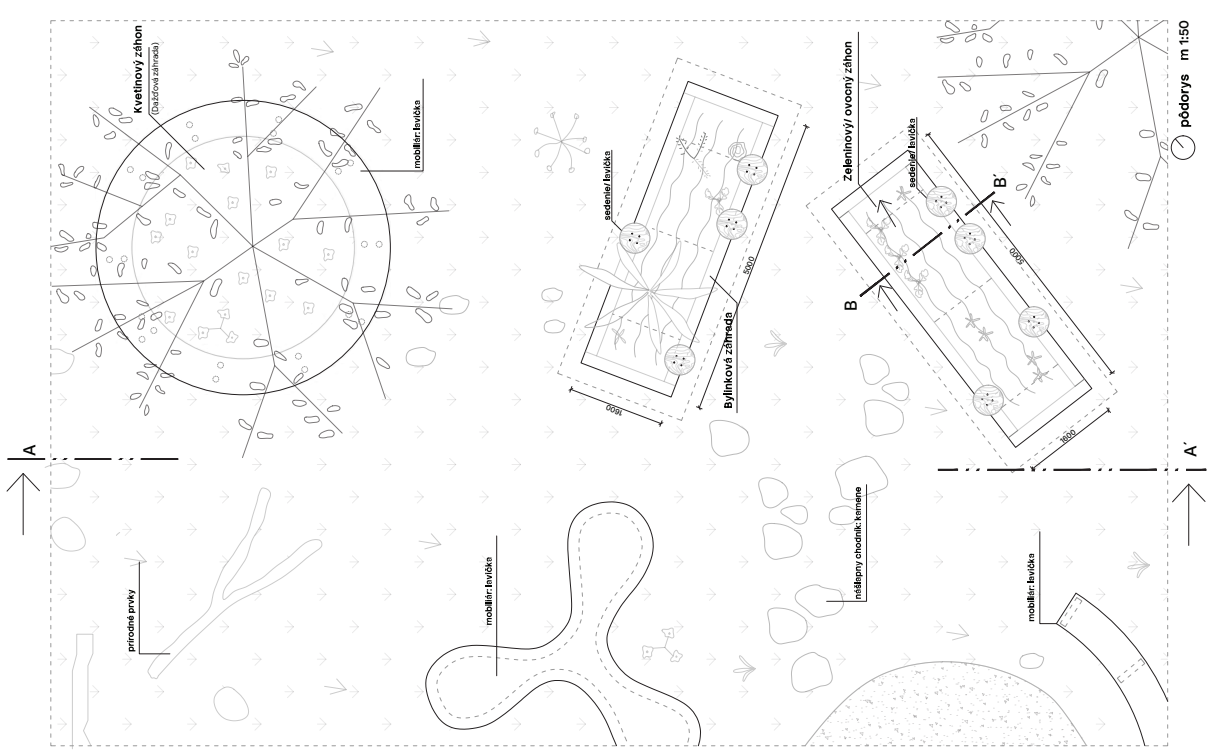 Kvetinový záhon
(Dažďová záhrada)
mobiliár: lavička
sedenie/ lavička
5000
1600
Bylinková záhrada
Zeleninový/ ovocný záhon
sedenie/ lavička
B
B´
5000
1600
pôdorys m 1:50
A
A´
prírodné prvky
mobiliár: lavička
nášlapny chodník: kamene
mobiliár: lavička